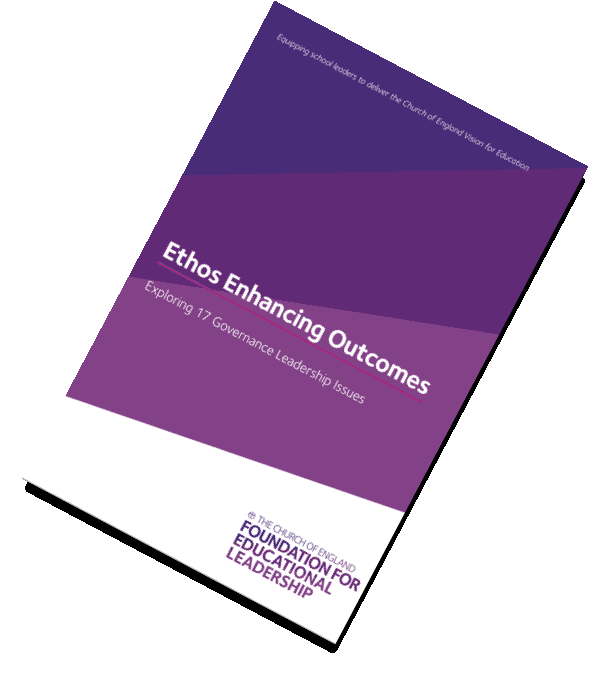 Equipping school leaders to deliver the Church of England Vision for Education
Ethos Enhancing Outcomes
Exploring 17 Governance Leadership Issues
THE CHURCH OF ENGLAND
FOUNDATION FOR
EDUCATIONAL
LEADERSHIP